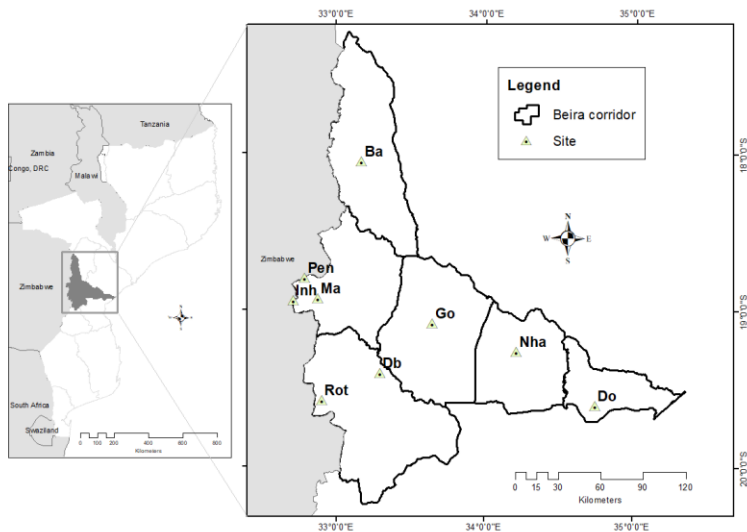 33°0'0"E 34°0'0"E 35°0'0"E
Legend
Beira corridor
Site
Tanzania
Zambia
Congo, DRC
Malawi
Zimbabwe
South Africa
Swaziland
0 100 200 400 600 800
Kilometers
Ba
18°0'0"S
N
W E
S
Zimbabwe
Pen
Inh Ma
Go
19°0'0"S
Nha
Db
Rot
Do
0 15 30 60 90 120
Kilometers
20°0'0"S
33°0'0"E 34°0'0"E 35°0'0"E